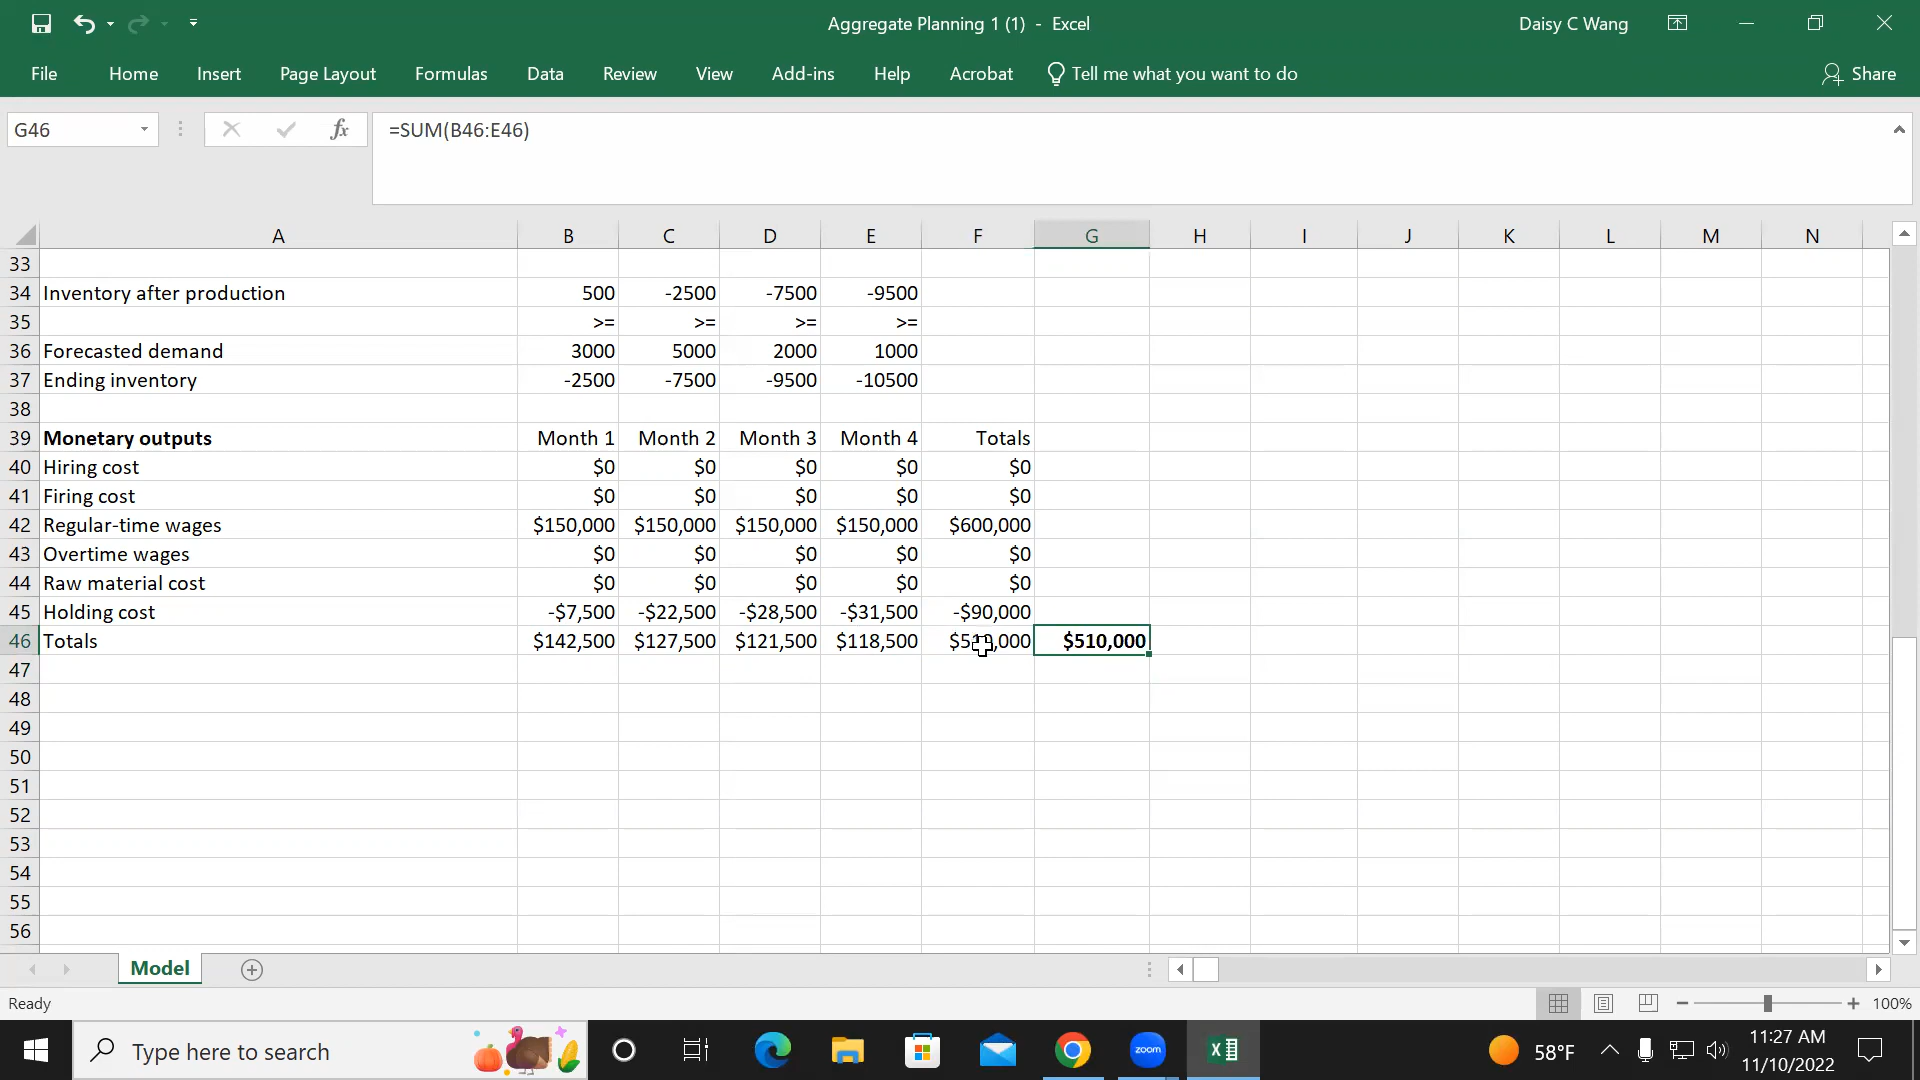 Aggregate Planning 1 (1) - Excel
Daisy C Wang
File Home Insert Page Layout Formulas Data Review View Add-ins Help Acrobat Tell me what you want to do Share
G46 fx =SUM(B46:E46)
A B C D E F G H I J K L M N
33
34 Inventory after production 500 -2500 -7500 -9500
35 >= >= >= >=
36 Forecasted demand 3000 5000 2000 1000
37 Ending inventory -2500 -7500 -9500 -10500
38
39 Monetary outputs Month 1 Month 2 Month 3 Month 4 Totals
40 Hiring cost $0 $0 $0 $0 $0
41 Firing cost $0 $0 $0 $0 $0
42 Regular-time wages $150,000 $150,000 $150,000 $150,000 $600,000
43 Overtime wages $0 $0 $0 $0 $0
44 Raw material cost $0 $0 $0 $0 $0
45 Holding cost -$7,500 -$22,500 -$28,500 -$31,500 -$90,000
46 Totals $142,500 $127,500 $121,500 $118,500 $510,000 $510,000
47
48
49
50
51
52
53
54
55
56
Model
Ready
100%
Type here to search
zoom
58°F
11:27 AM
11/10/2022